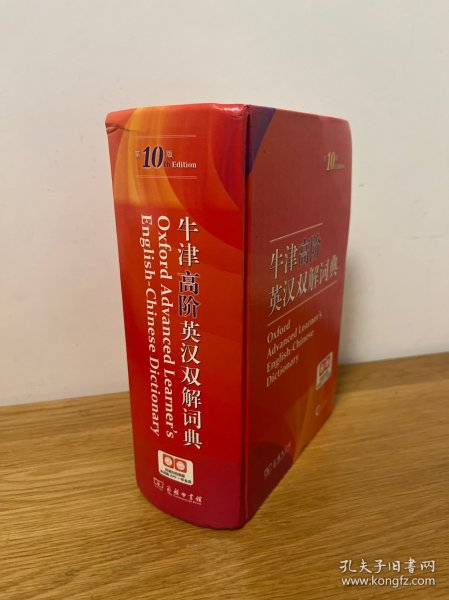 第10版
Edition
牛津高阶英汉双解词典
Oxford Advanced Learner's
English-Chinese Dictionary
商务印书馆
第10版
Edition
牛津高阶
英汉双解词典
Oxford
Advanced Learner's
English-Chinese
Dictionary
孔夫子旧书网
www.kongfz.com